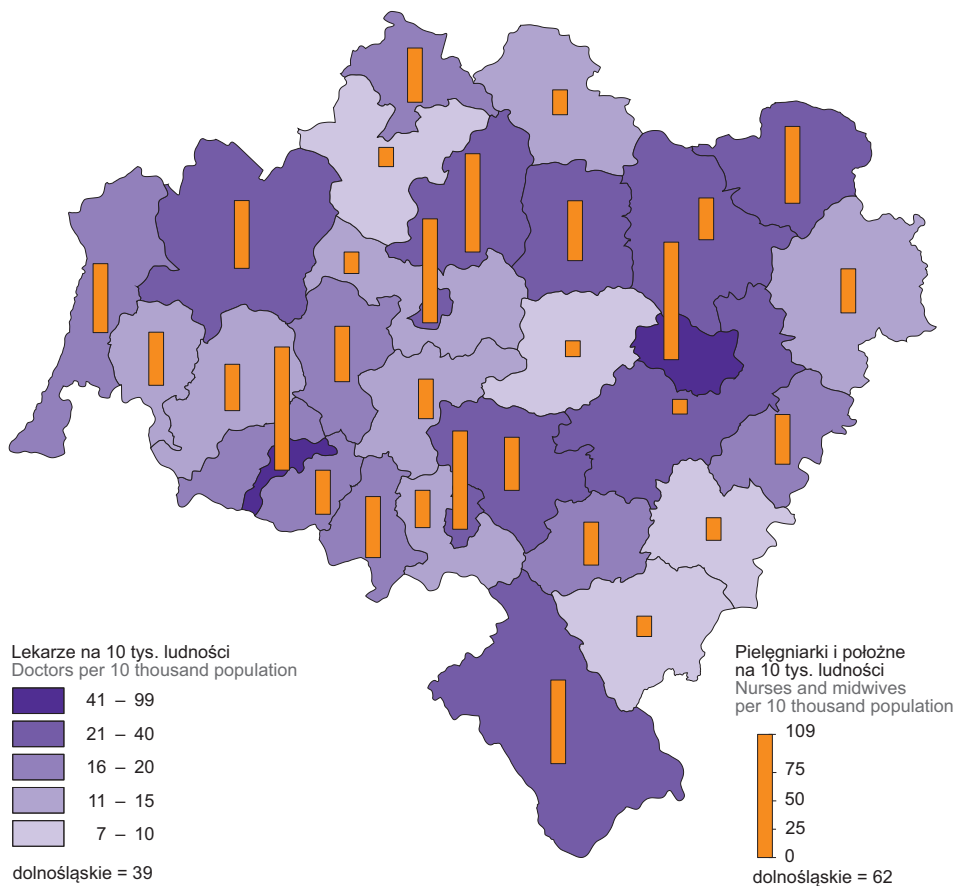 Lekarze na 10 tys. ludności
Doctors per 10 thousand population
41 – 99
21 – 40
16 – 20
11 – 15
7 – 10
dolnośląskie = 39
Pielęgniarki i położne
na 10 tys. ludności
Nurses and midwives
per 10 thousand population
109
75
50
25
0
dolnośląskie = 62